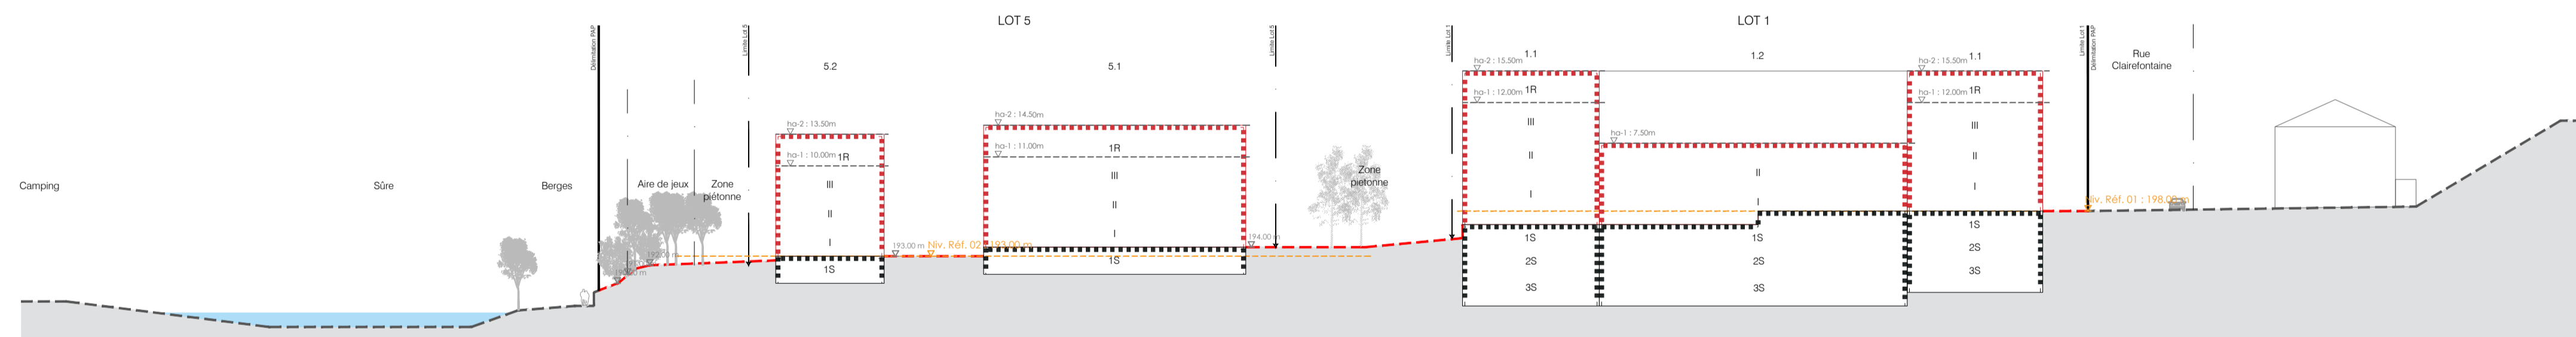 LOT 5
LOT 1
Délimitation PAP
Limite Lot 5
Limite Lot 5
Limite Lot 1
Limite Lot 1
Délimitation PAP
Rue
Clairefontaine
5.2
5.1
1.1
1.2
1.1
ha-2 : 15.50m
ha-2 : 15.50m
1R
1R
ha-1 : 12.00m
ha-1 : 12.00m
ha-2 : 13.50m
ha-2 : 14.50m
III
III
ha-1 : 7.50m
ha-1 : 10.00m
1R
ha-1 : 11.00m
1R
II
II
Camping
Sûre
Berges
Aire de jeux
Zone
piétonne
III
III
Zone
piétonne
II
I
I
II
II
I
Niv. Réf. 01 : 198.00 m
I
I
193.00 m
Niv. Réf. 02 : 193.00 m
194.00 m
1S
1S
1S
1S
1S
2S
2S
2S
3S
3S
3S